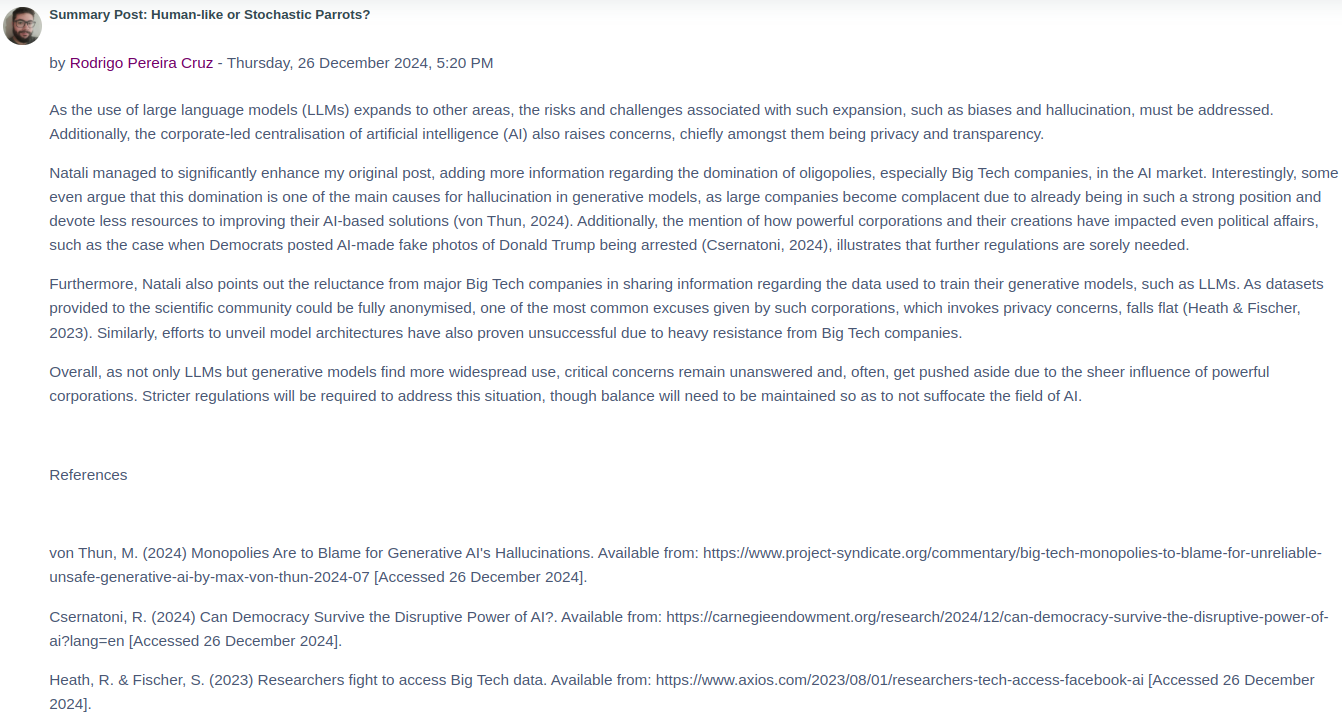 Summary Post: Human-like or Stochastic Parrots?
by Rodrigo Pereira Cruz - Thursday, 26 December 2024, 5:20 PM
As the use of large language models (LLMs) expands to other areas, the risks and challenges associated with such expansion, such as biases and hallucination, must be addressed.
Additionally, the corporate-led centralisation of artificial intelligence (AI) also raises concerns, chiefly amongst them being privacy and transparency.
Natali managed to significantly enhance my original post, adding more information regarding the domination of oligopolies, especially Big Tech companies, in the AI market. Interestingly, some
even argue that this domination is one of the main causes for hallucination in generative models, as large companies become complacent due to already being in such a strong position and
devote less resources to improving their AI-based solutions (von Thun, 2024). Additionally, the mention of how powerful corporations and their creations have impacted even political affairs,
such as the case when Democrats posted AI-made fake photos of Donald Trump being arrested (Csernatoni, 2024), illustrates that further regulations are sorely needed.
Furthermore, Natali also points out the reluctance from major Big Tech companies in sharing information regarding the data used to train their generative models, such as LLMs. As datasets
provided to the scientific community could be fully anonymised, one of the most common excuses given by such corporations, which invokes privacy concerns, falls flat (Heath & Fischer,
2023). Similarly, efforts to unveil model architectures have also proven unsuccessful due to heavy resistance from Big Tech companies.
Overall, as not only LLMs but generative models find more widespread use, critical concerns remain unanswered and, often, get pushed aside due to the sheer influence of powerful
corporations. Stricter regulations will be required to address this situation, though balance will need to be maintained so as to not suffocate the field of AI.
References
von Thun, M. (2024) Monopolies Are to Blame for Generative AI's Hallucinations. Available from: https://www.project-syndicate.org/commentary/big-tech-monopolies-to-blame-for-unreliable-
unsafe-generative-ai-by-max-von-thun-2024-07 [Accessed 26 December 2024].
Csernatoni, R. (2024) Can Democracy Survive the Disruptive Power of AI?. Available from: https://carnegieendowment.org/research/2024/12/can-democracy-survive-the-disruptive-power-of-
ai?lang=en [Accessed 26 December 2024].
Heath, R. & Fischer, S. (2023) Researchers fight to access Big Tech data. Available from: https://www.axios.com/2023/08/01/researchers-tech-access-facebook-ai [Accessed 26 December
2024].